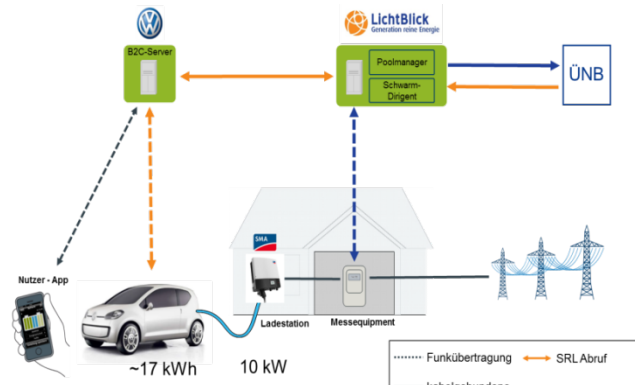 LichtBlick
Generation reine Energie
B2C-Server
Poolmanager
Schwarm-
Dirigent
ÜNB
SMA
Nutzer - App
Ladestation
Messequipment
~17 kWh
10 kW
Funkübertragung
SRL Abruf